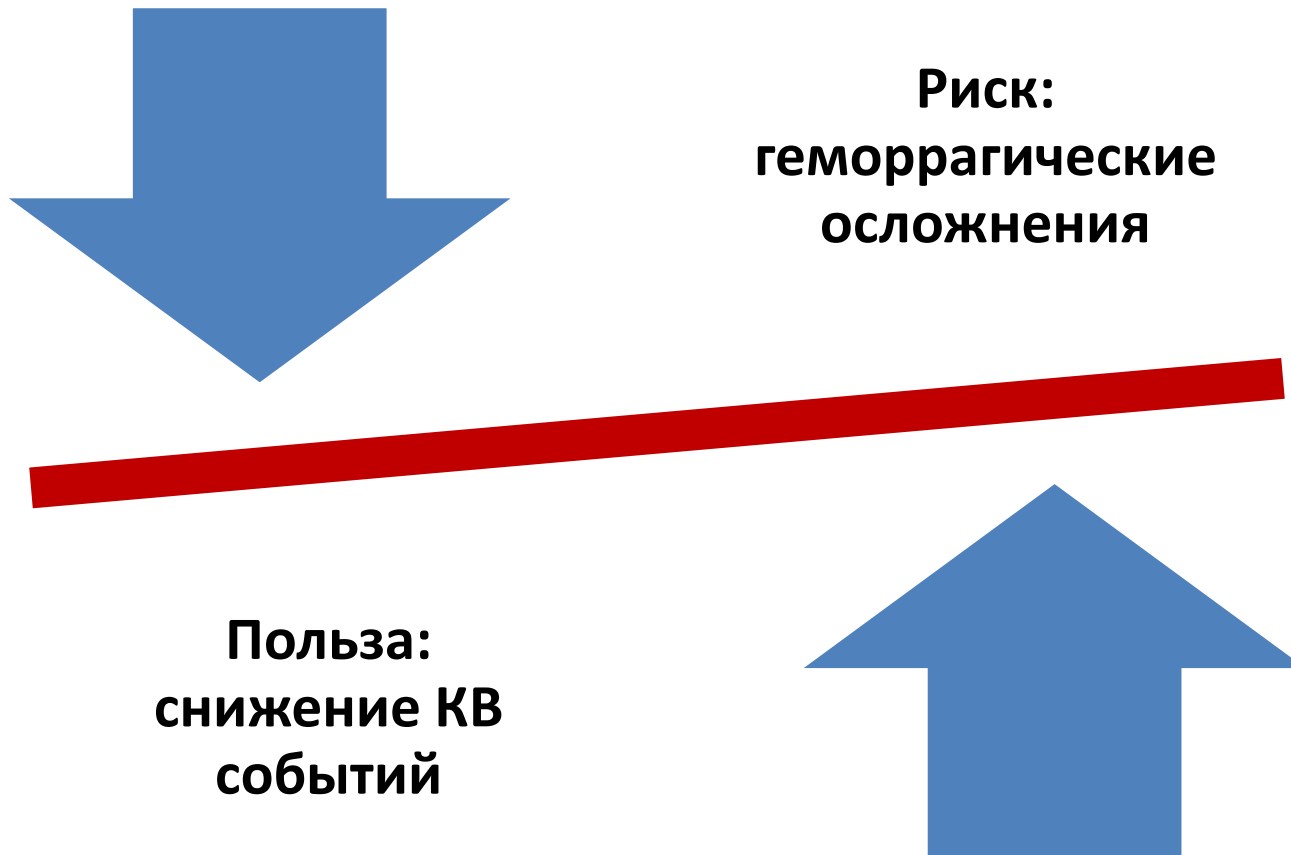 Риск:
геморрагические
осложнения
Польза:
снижение КВ
событий